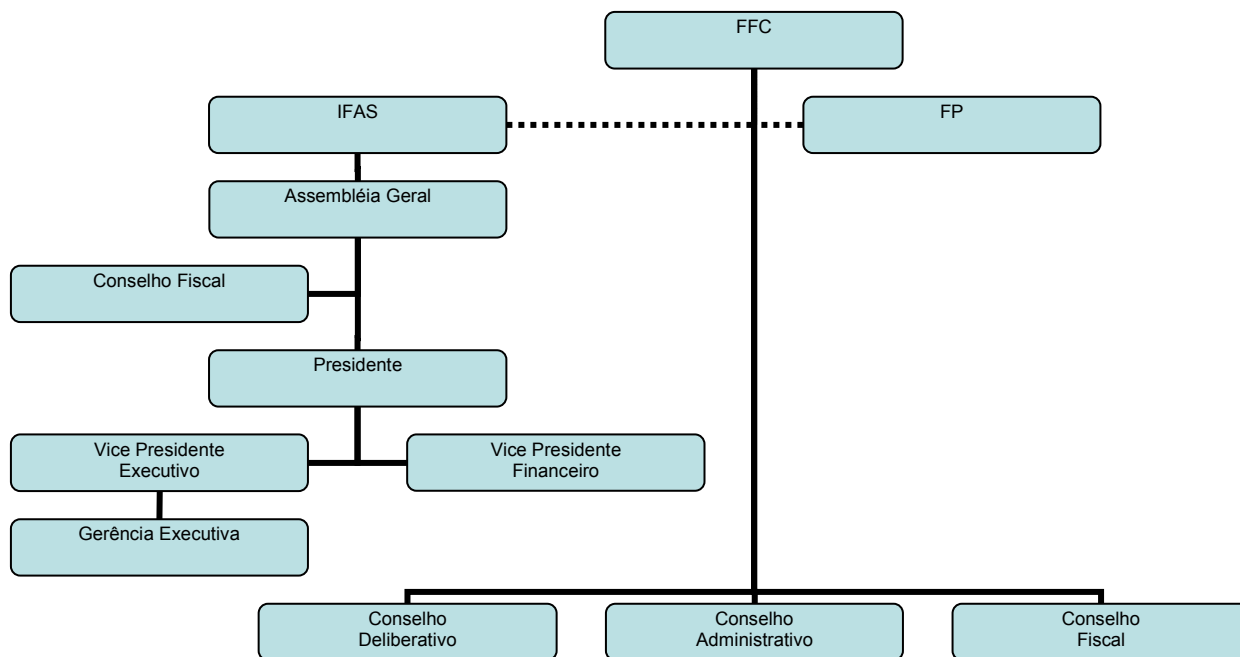 FFC
IFAS
FP
Assembléia Geral
Conselho Fiscal
Presidente
Vice Presidente
Executivo
Vice Presidente
Financeiro
Gerência Executiva
Conselho
Deliberativo
Conselho
Administrativo
Conselho
Fiscal